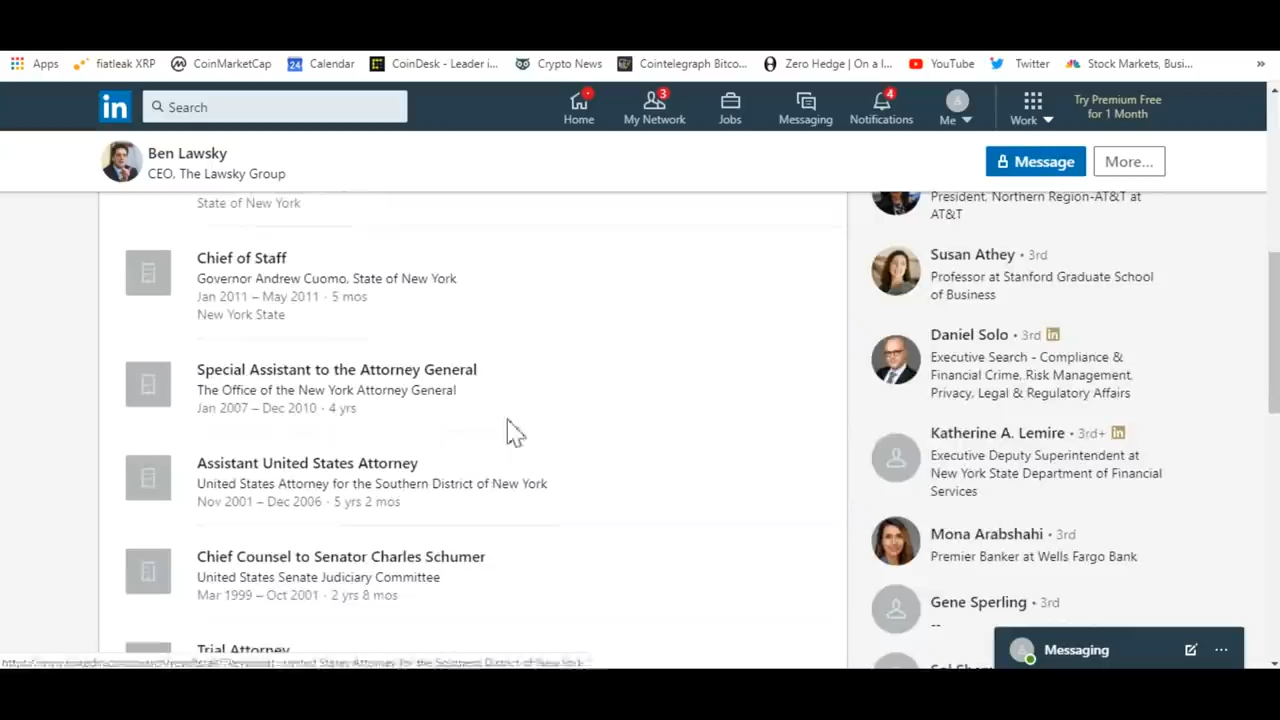 Apps
fiatleak XRP
CoinMarketCap
24
Calendar
CoinDesk - Leader i...
Crypto News
Cointelegraph Bitco...
Zero Hedge | On a l...
YouTube
Twitter
Stock Markets, Busi...
»
in
Search
Home
3
My Network
Jobs
Messaging
4
Notifications
Me
Work
Try Premium Free
for 1 Month
Ben Lawsky
CEO, The Lawsky Group
Message
More...
State of New York
Chief of Staff
Governor Andrew Cuomo, State of New York
Jan 2011 – May 2011 · 5 mos
New York State
Special Assistant to the Attorney General
The Office of the New York Attorney General
Jan 2007 – Dec 2010 · 4 yrs
Assistant United States Attorney
United States Attorney for the Southern District of New York
Nov 2001 – Dec 2006 · 5 yrs 2 mos
Chief Counsel to Senator Charles Schumer
United States Senate Judiciary Committee
Mar 1999 – Oct 2001 · 2 yrs 8 mos
Trial Attorney
President, Northern Region-AT&T at
AT&T
Susan Athey • 3rd
Professor at Stanford Graduate School
of Business
Daniel Solo • 3rd in
Executive Search - Compliance &
Financial Crime, Risk Management,
Privacy, Legal & Regulatory Affairs
Katherine A. Lemire • 3rd+ in
Executive Deputy Superintendent at
New York State Department of Financial
Services
Mona Arabshahi • 3rd
Premier Banker at Wells Fargo Bank
Gene Sperling • 3rd
--
Messaging